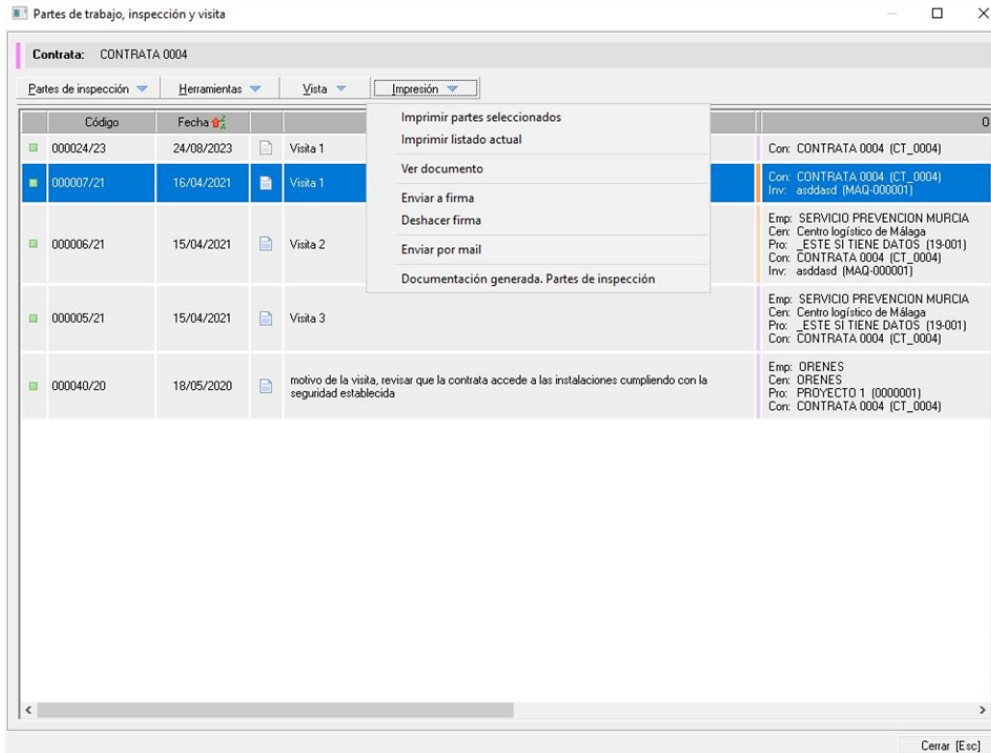 Partes de trabajo, inspección y visita
Contrata: CONTRATA 0004
Partes de inspección Herramientas Vista Impresión
Imprimir partes seleccionados
Imprimir listado actual
Ver documento
Enviar a firma
Deshacer firma
Enviar por mail
Documentación generada. Partes de inspección
Código Fecha O
000024/23 24/08/2023 Visita 1 Con: CONTRATA 0004 (CT_0004)
000007/21 16/04/2021 Visita 1 Con: CONTRATA 0004 (CT_0004)
Inv: asddasd (MAQ-000001)
000006/21 15/04/2021 Visita 2 Emp: SERVICIO PREVENCION MURCIA
Cen: Centro logístico de Málaga
Pro: _ESTE SI TIENE DATOS (19-001)
Con: CONTRATA 0004 (CT_0004)
Inv: asddasd (MAQ-000001)
000005/21 15/04/2021 Visita 3 Emp: SERVICIO PREVENCION MURCIA
Cen: Centro logístico de Málaga
Pro: _ESTE SI TIENE DATOS (19-001)
Con: CONTRATA 0004 (CT_0004)
000040/20 18/05/2020 motivo de la visita, revisar que la contrata accede a las instalaciones cumpliendo con la
seguridad establecida
Emp: ORENES
Cen: ORENES
Pro: PROYECTO 1 (0000001)
Con: CONTRATA 0004 (CT_0004)
Cerrar [Esc]